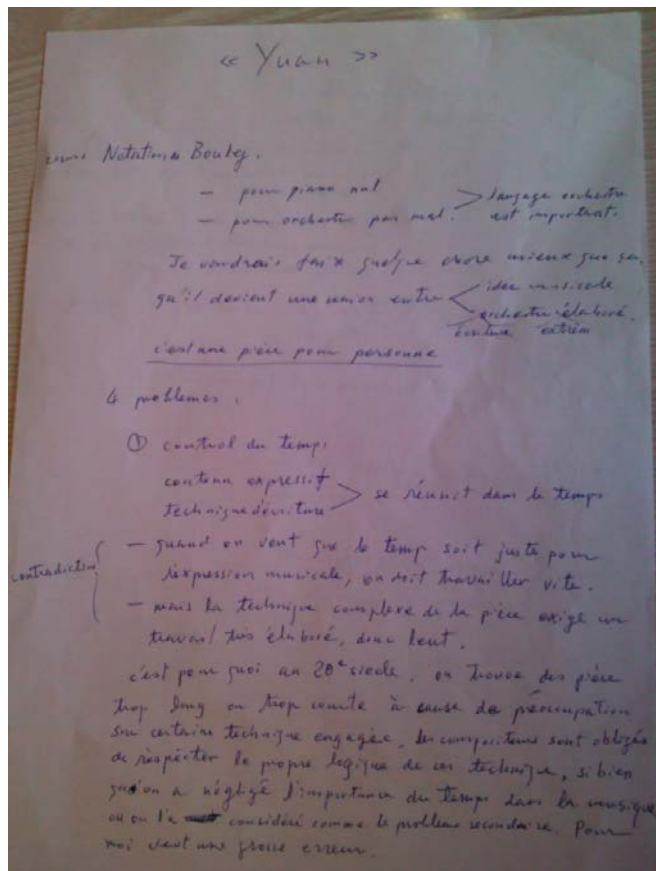 « Yuan »
Notations Boulez.
— pour piano nul
— pour orchestre pas mal. > langage orchestre est important.
Je voudrais faire quelque chose mieux que ça,
qu'il devient une union entre < idée musicale
orchestre élaboré.
écriture extrêm
c'est une pièce pour personne
4 problèmes :
① control du temps
contenu expressif
technique d'écriture > se réunit dans le temps
contradiction { — quand on veut que le temp soit juste pour
l'expression musicale, on doit travailler vite.
— mais la technique complexe de la pièce exige un
travail très élaboré, donc lent.
c'est pour quoi au 20e siècle, on trouve des pièce
trop long ou trop courte à cause de préoccupation
sur certaine technique engagée, les compositeurs sont obligés
de respécter le propre logique de ces technique, si bien
qu'on a négligé l'importance du temps dans la musique
ou on l'a considéré comme le problème secondaire. Pour
moi c'est une grosse erreur.